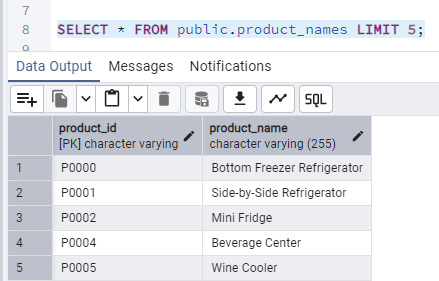 7
8 SELECT * FROM public.product_names LIMIT 5;
9
Data Output Messages Notifications
SQL
product_id product_name
[PK] character varying character varying (255)
1 P0000 Bottom Freezer Refrigerator
2 P0001 Side-by-Side Refrigerator
3 P0002 Mini Fridge
4 P0004 Beverage Center
5 P0005 Wine Cooler